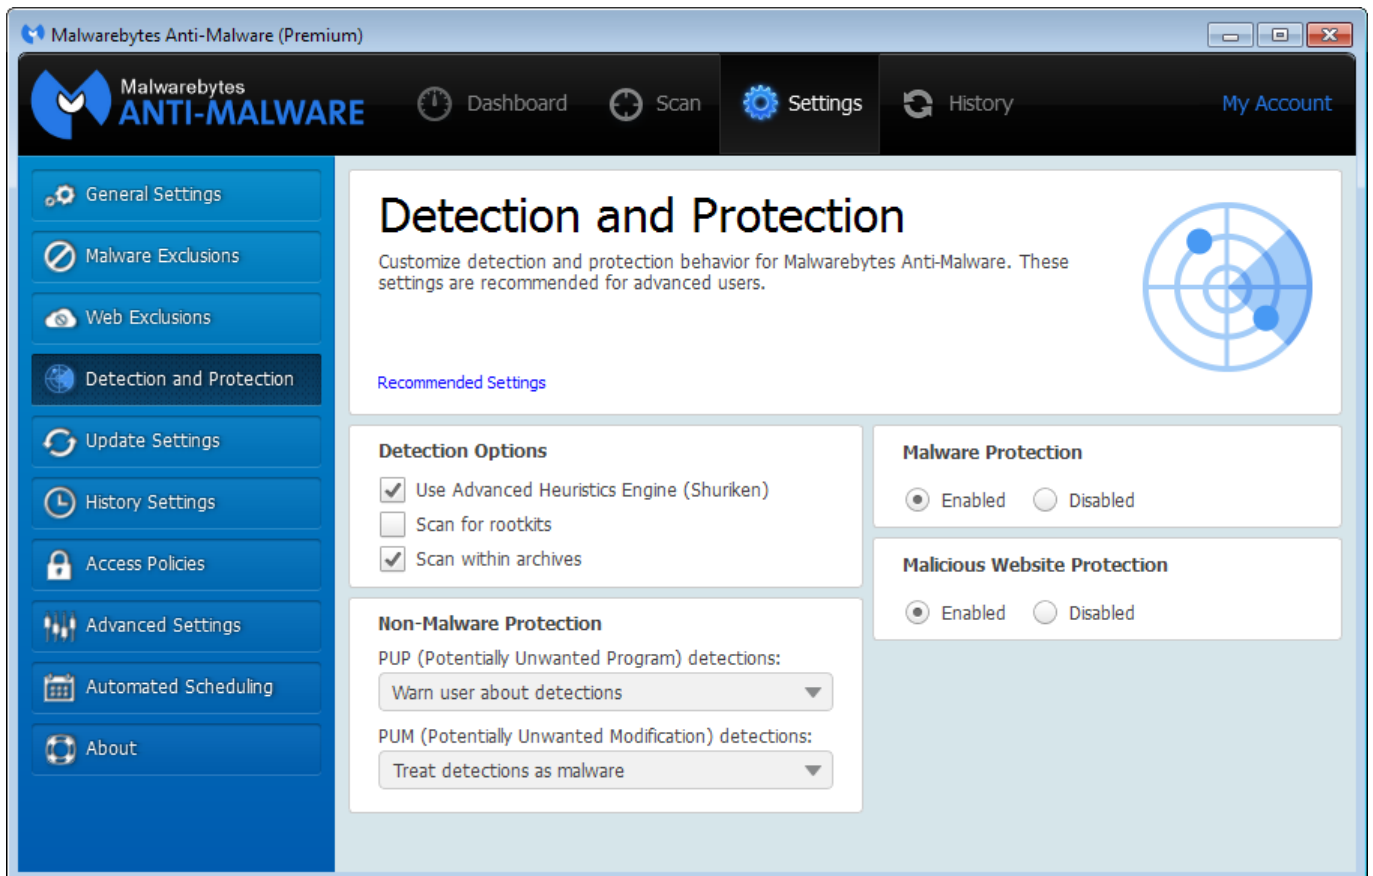 Malwarebytes Anti-Malware (Premium)
Malwarebytes
ANTI-MALWARE
Dashboard
Scan
Settings
History
My Account
General Settings
Malware Exclusions
Web Exclusions
Detection and Protection
Update Settings
History Settings
Access Policies
Advanced Settings
Automated Scheduling
About
Detection and Protection
Customize detection and protection behavior for Malwarebytes Anti-Malware. These
settings are recommended for advanced users.
Recommended Settings
Detection Options
Use Advanced Heuristics Engine (Shuriken)
Scan for rootkits
Scan within archives
Non-Malware Protection
PUP (Potentially Unwanted Program) detections:
Warn user about detections
PUM (Potentially Unwanted Modification) detections:
Treat detections as malware
Malware Protection
Enabled
Disabled
Malicious Website Protection
Enabled
Disabled